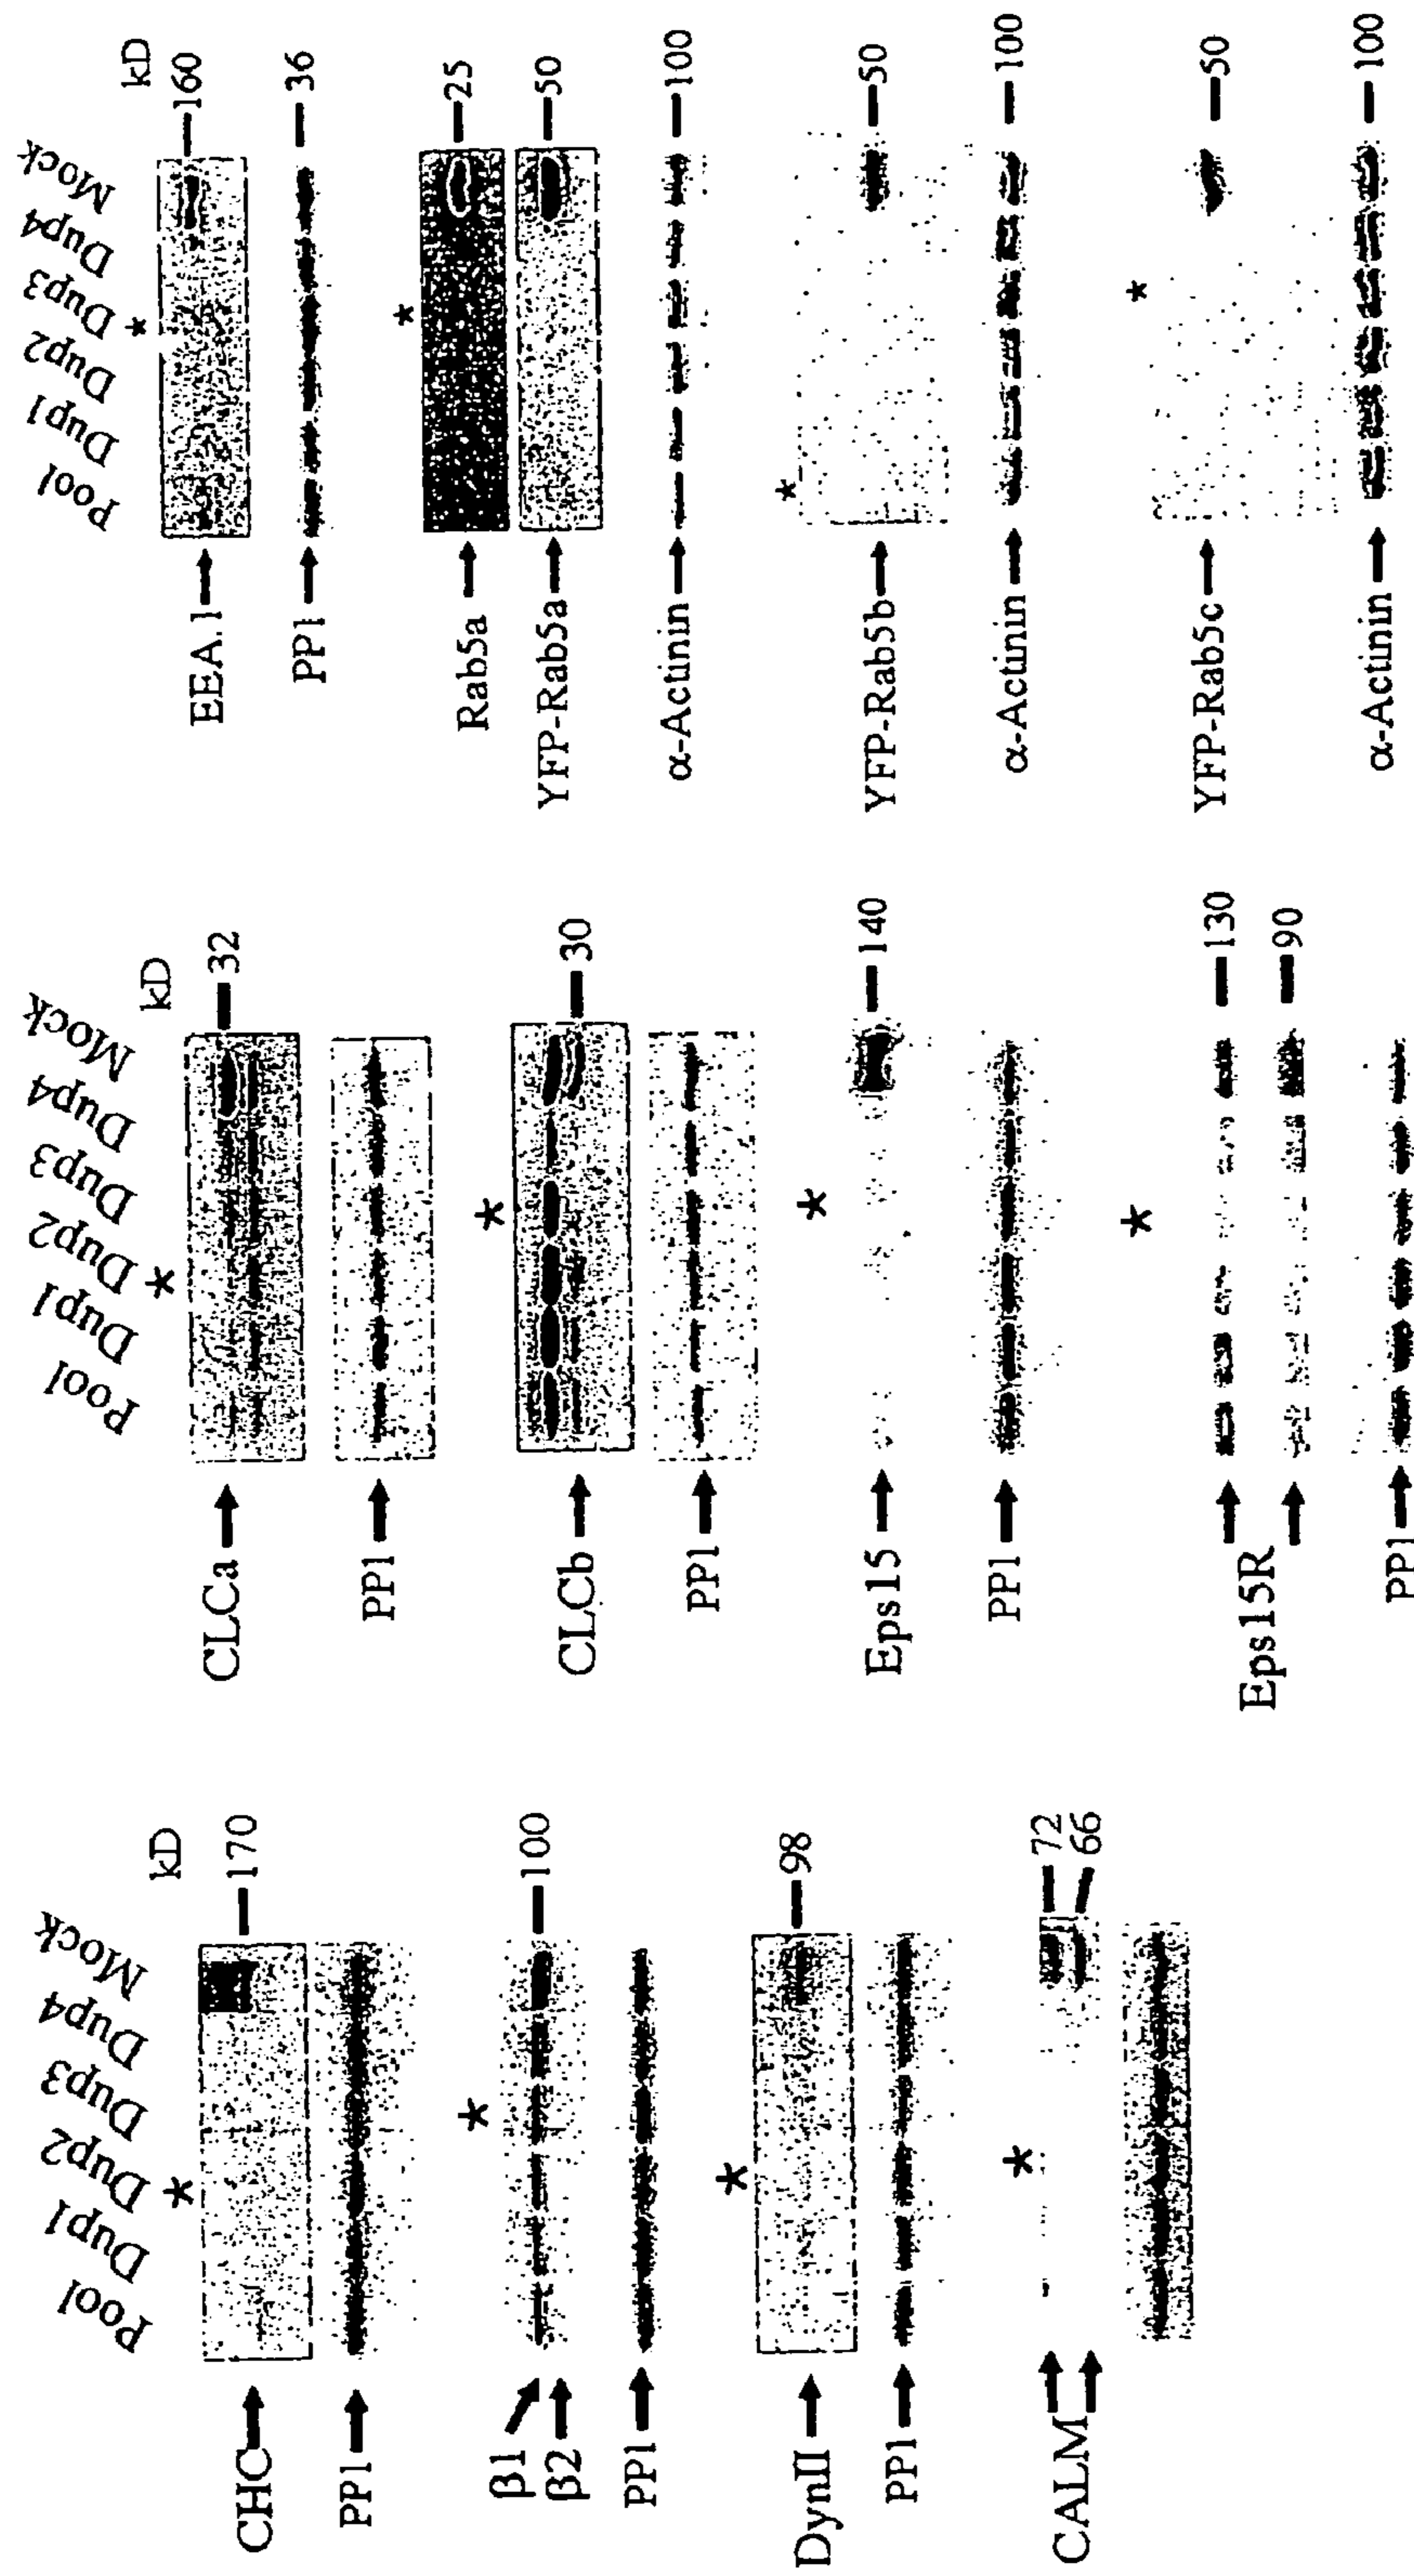 Pool Dup1 Dup2 Dup3 Dup4 Mock
kD
*
CHC 170
PP1
*
β1 100
β2
PP1
*
DynII 98
PP1
*
CALM 72
66
Pool Dup1 Dup2 Dup3 Dup4 Mock
kD
*
CLCa 32
PP1
*
CLCb 30
PP1
*
Eps15 140
PP1
*
Eps15R 130
90
PP1
Pool Dup1 Dup2 Dup3 Dup4 Mock
kD
*
EEA.1 160
PP1 36
*
Rab5a 25
YFP-Rab5a 50
α-Actinin 100
*
YFP-Rab5b 50
α-Actinin 100
*
YFP-Rab5c 50
α-Actinin 100